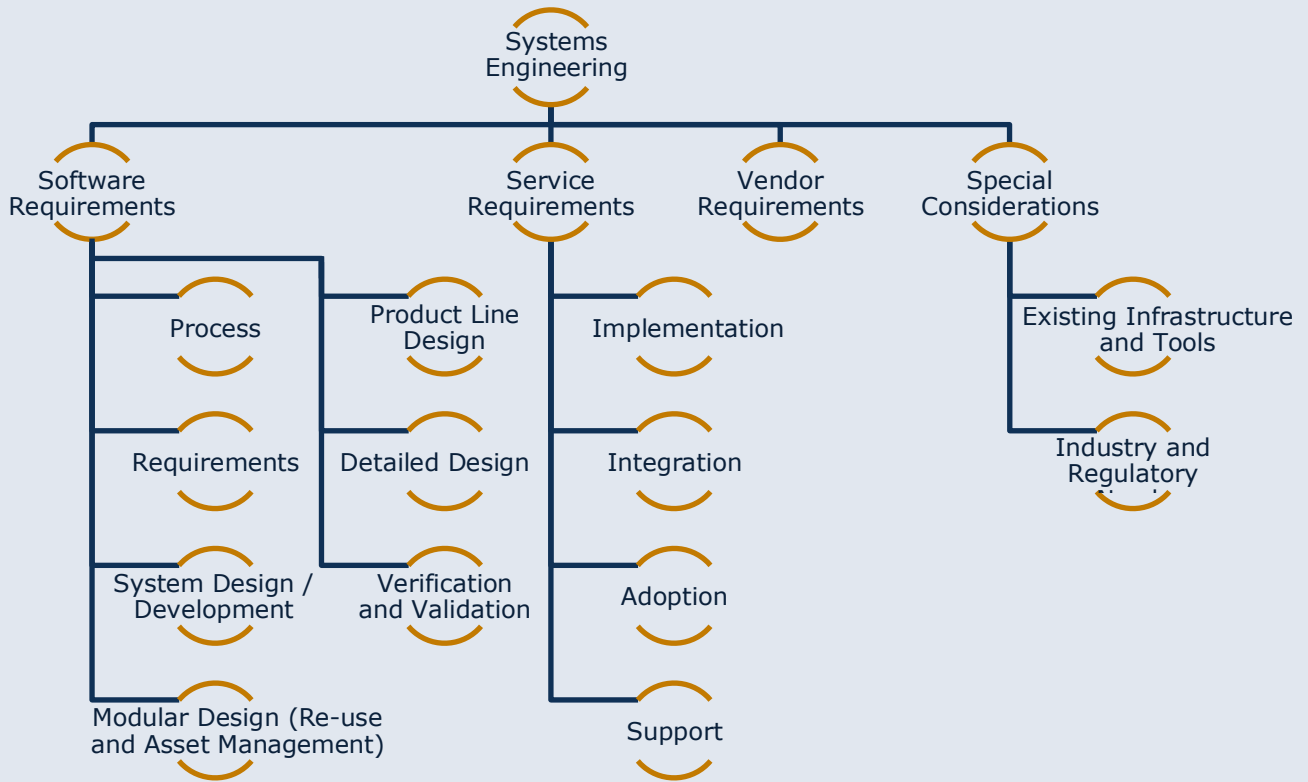 Systems
Engineering
Software
Requirements
Service
Requirements
Vendor
Requirements
Special
Considerations
Process
Product Line
Design
Implementation
Existing Infrastructure
and Tools
Requirements
Detailed Design
Integration
Industry and
Regulatory
System Design /
Development
Verification
and Validation
Adoption
Modular Design (Re-use
and Asset Management)
Support